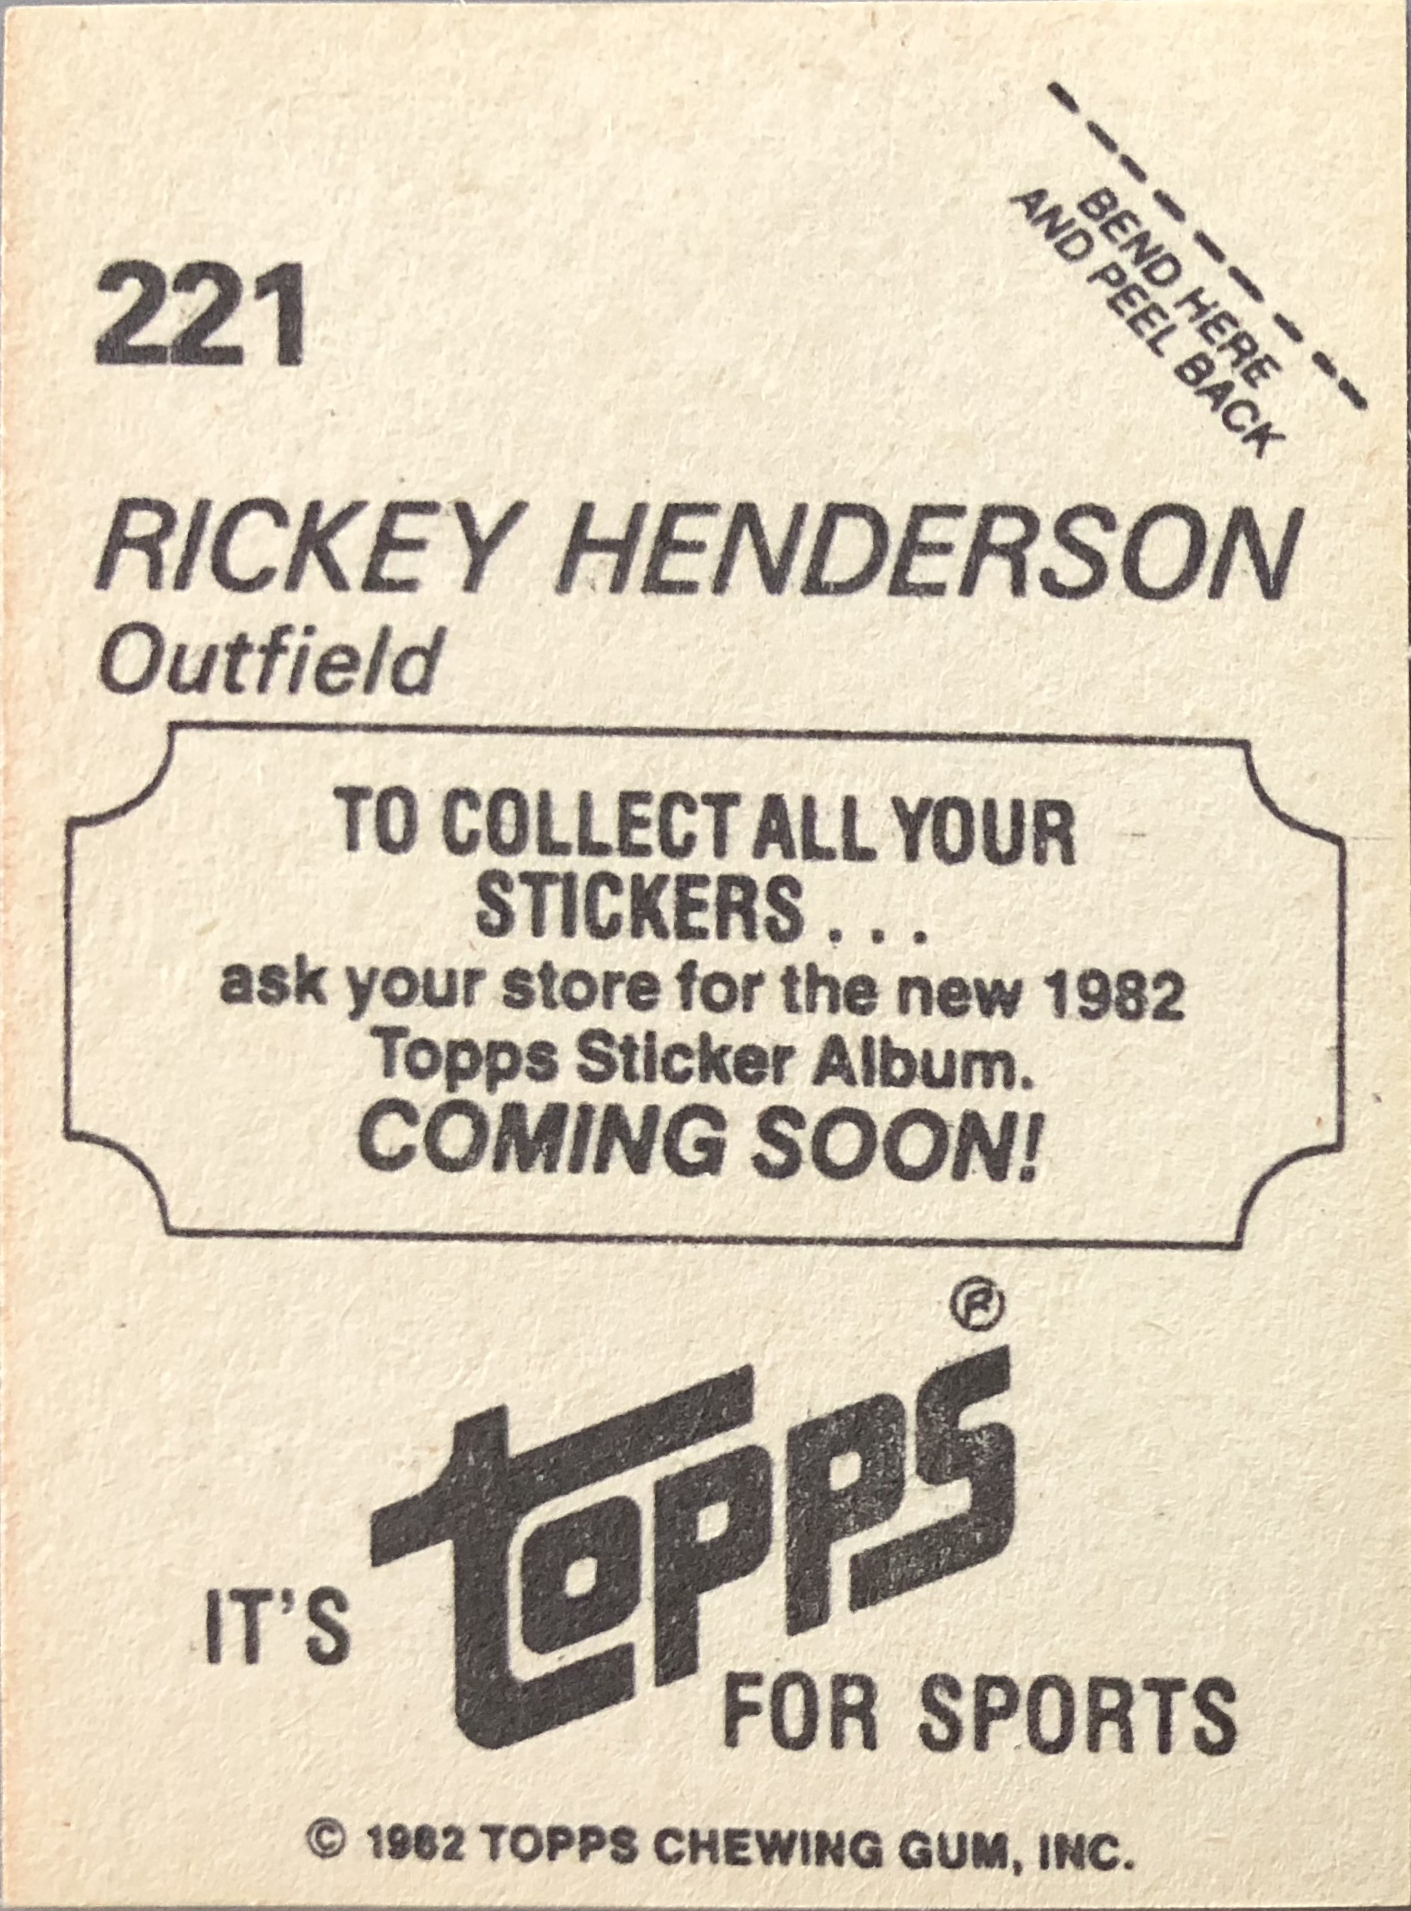 BEND HERE
AND PEEL BACK
221
RICKEY HENDERSON
Outfield
TO COLLECT ALL YOUR
STICKERS . . .
ask your store for the new 1982
Topps Sticker Album.
COMING SOON!
IT'S topps® FOR SPORTS
© 1982 TOPPS CHEWING GUM, INC.